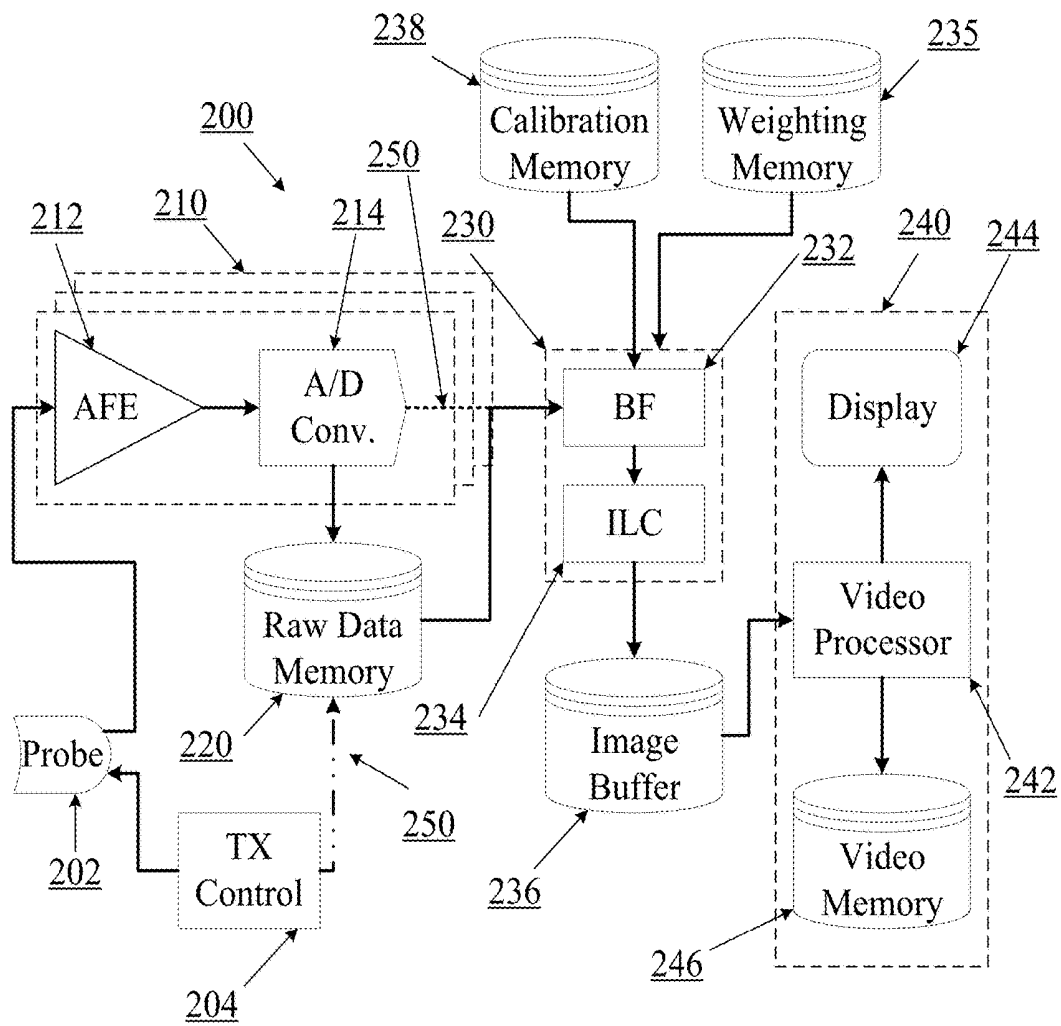 238
235
Calibration
Memory
Weighting
Memory
200
250
212
210
214
230
232
240
244
AFE
A/D
Conv.
BF
Display
ILC
Raw Data
Memory
Video
Processor
234
Image
Buffer
220
Probe
250
242
202
TX
Control
236
Video
Memory
246
204